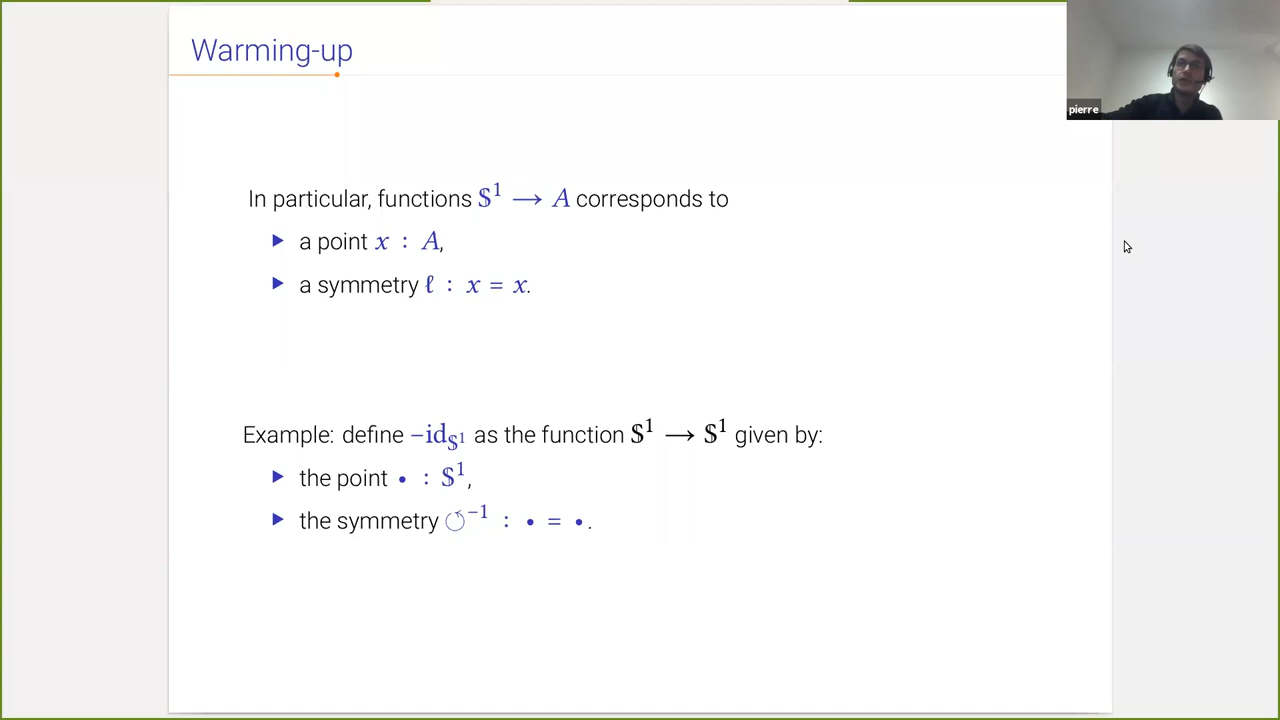 Warming-up
pierre
In particular, functions 𝕊¹ ⟶ A corresponds to
▶ a point x : A,
▶ a symmetry ℓ : x = x.
Example: define −id_𝕊¹ as the function 𝕊¹ ⟶ 𝕊¹ given by:
▶ the point • : 𝕊¹,
▶ the symmetry ↺⁻¹ : • = •.